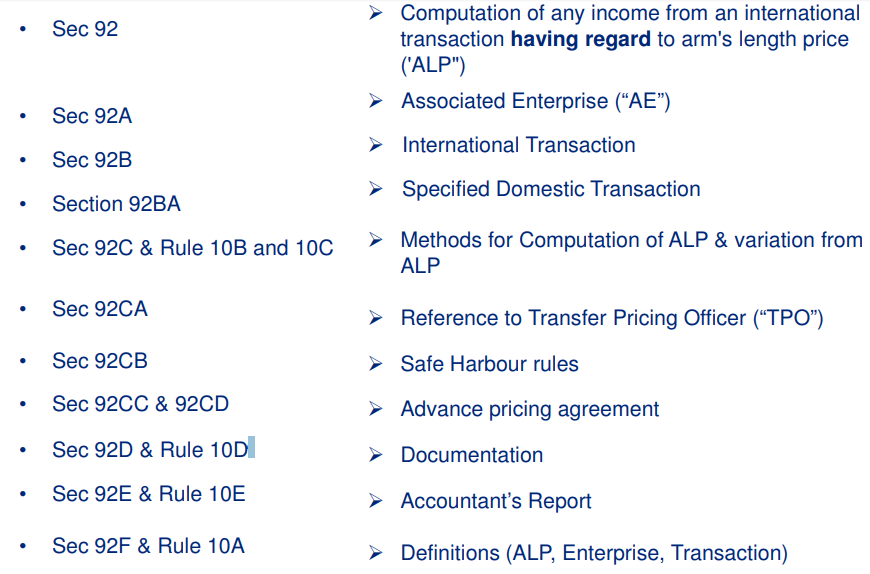 • Sec 92
➢ Computation of any income from an international
transaction having regard to arm's length price
('ALP")
• Sec 92A
➢ Associated Enterprise (“AE”)
• Sec 92B
➢ International Transaction
• Section 92BA
➢ Specified Domestic Transaction
• Sec 92C & Rule 10B and 10C
➢ Methods for Computation of ALP & variation from
ALP
• Sec 92CA
➢ Reference to Transfer Pricing Officer (“TPO”)
• Sec 92CB
➢ Safe Harbour rules
• Sec 92CC & 92CD
➢ Advance pricing agreement
• Sec 92D & Rule 10D
➢ Documentation
• Sec 92E & Rule 10E
➢ Accountant’s Report
• Sec 92F & Rule 10A
➢ Definitions (ALP, Enterprise, Transaction)